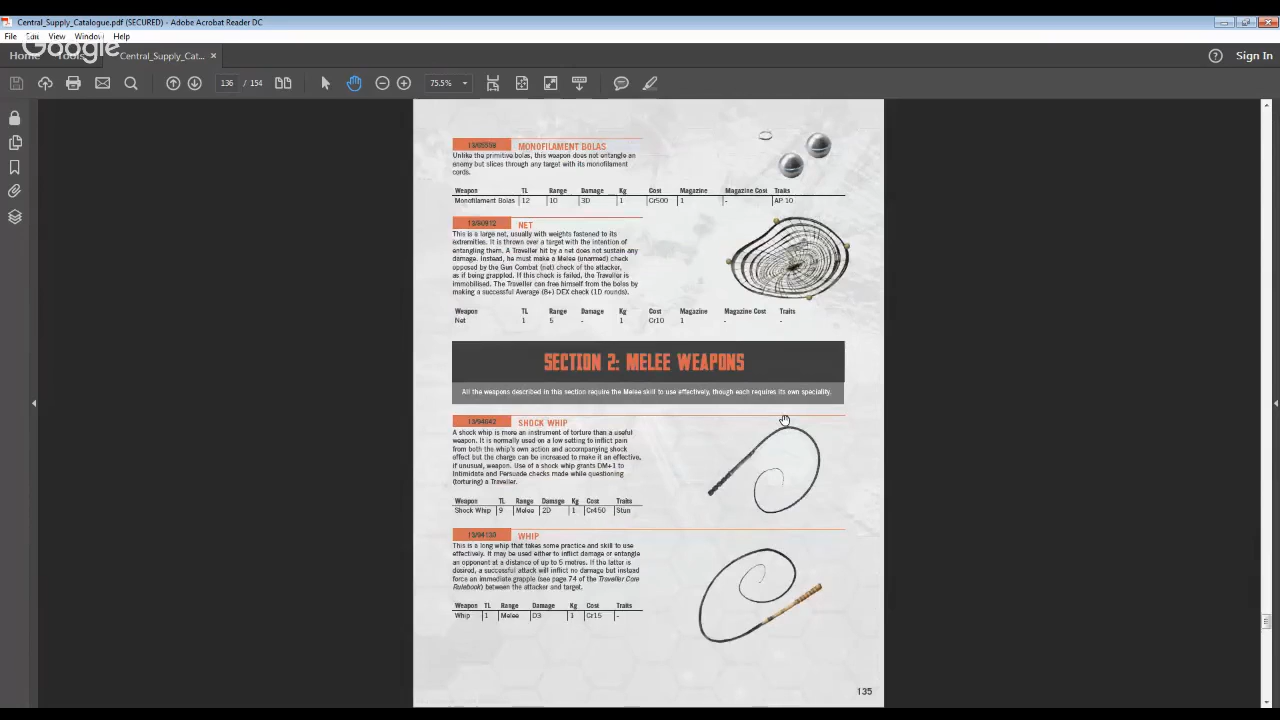 Central_Supply_Catalogue.pdf (SECURED) - Adobe Acrobat Reader DC
File Edit View Window Help
Google
Home Tools Central_Supply_Cat... × Sign In
136 / 154 75.5%
MONOFILAMENT BOLAS
Unlike the primitive bolas, this weapon does not entangle an
enemy but slices through any target with its monofilament
cords.
Weapon TL Range Damage Kg Cost Magazine Magazine Cost Traits
Monofilament Bolas 12 10 3D 1 Cr500 1 - AP 10
NET
This is a large net, usually with weights fastened to its
extremities. It is thrown over a target with the intention of
entangling them. A Traveller hit by a net does not sustain any
damage. Instead, he must make a Melee (unarmed) check
opposed by the Gun Combat (net) check of the attacker,
as if being grappled. If this check is failed, the Traveller is
immobilised. The Traveller can free himself from the bolas by
making a successful Average (8+) DEX check (1D rounds).
Weapon TL Range Damage Kg Cost Magazine Magazine Cost Traits
Net 1 5 - 1 Cr10 1 - -
SECTION 2: MELEE WEAPONS
All the weapons described in this section require the Melee skill to use effectively, though each requires its own speciality.
13/94642 SHOCK WHIP
A shock whip is more an instrument of torture than a useful
weapon. It is normally used on a low setting to inflict pain
from both the whip's own action and accompanying shock
effect but the charge can be increased to make it an effective,
if unusual, weapon. Use of a shock whip grants DM+1 to
Intimidate and Persuade checks made while questioning
(torturing) a Traveller.
Weapon TL Range Damage Kg Cost Traits
Shock Whip 9 Melee 2D 1 Cr450 Stun
13/94130 WHIP
This is a long whip that takes some practice and skill to use
effectively. It may be used either to inflict damage or entangle
an opponent at a distance of up to 5 metres. If the latter is
desired, a successful attack will inflict no damage but instead
force an immediate grapple (see page 74 of the Traveller Core
Rulebook) between the attacker and target.
Weapon TL Range Damage Kg Cost Traits
Whip 1 Melee D3 1 Cr15 -
135